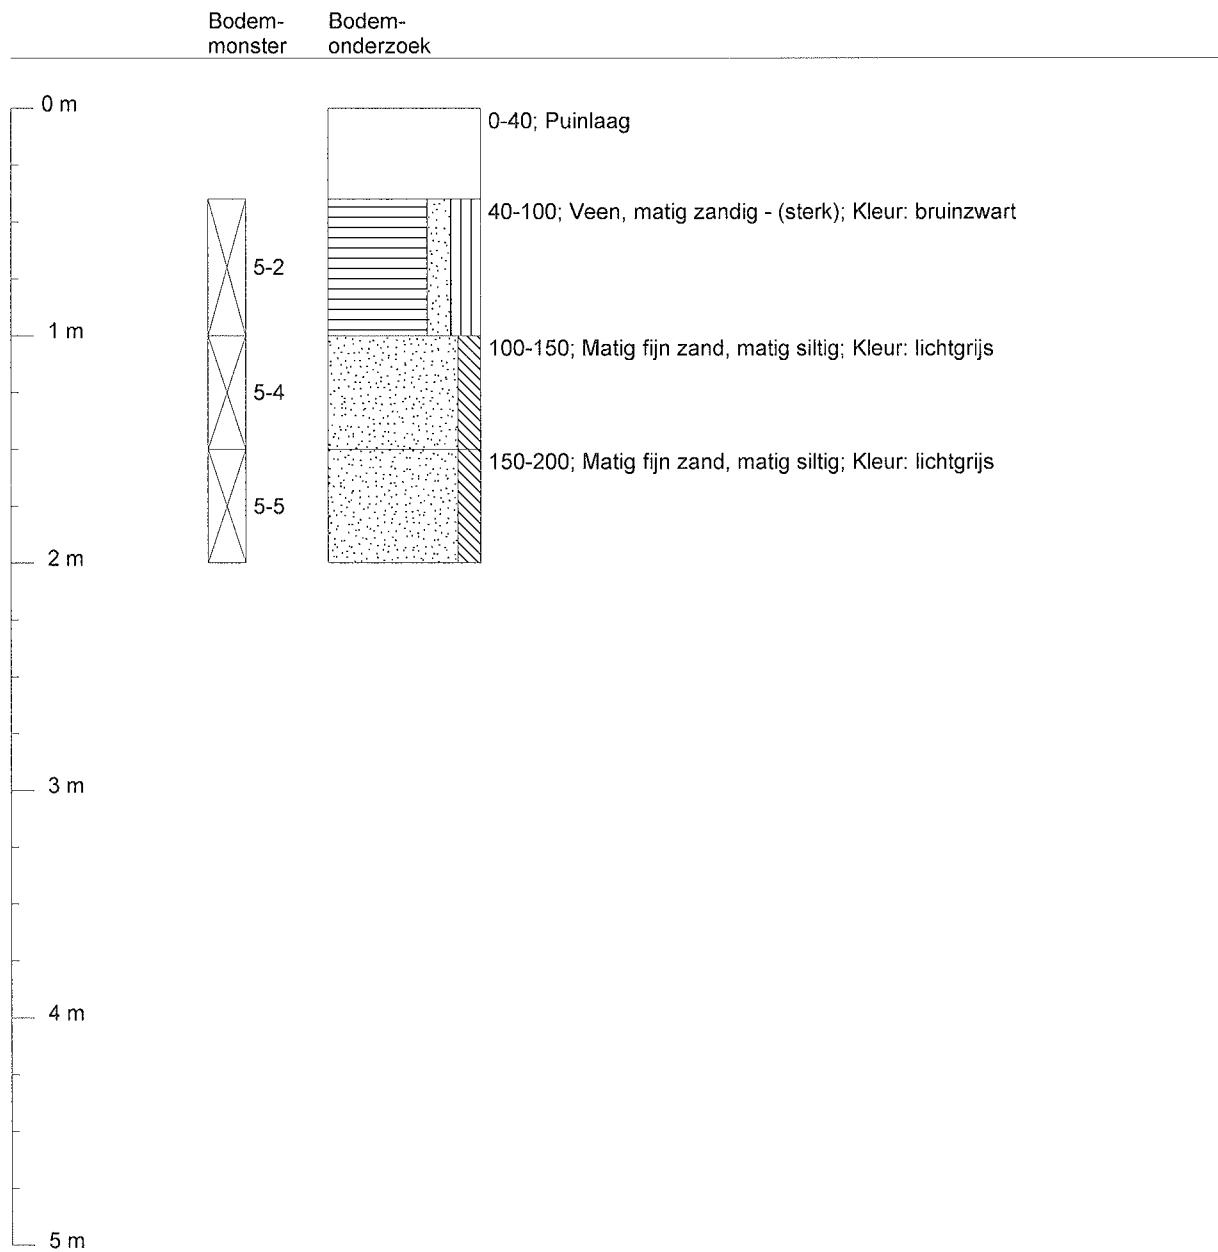 Bodem-
monster
Bodem-
onderzoek
0 m
0-40; Puinlaag
40-100; Veen, matig zandig - (sterk); Kleur: bruinzwart
5-2
1 m
100-150; Matig fijn zand, matig siltig; Kleur: lichtgrijs
5-4
150-200; Matig fijn zand, matig siltig; Kleur: lichtgrijs
5-5
2 m
3 m
4 m
5 m